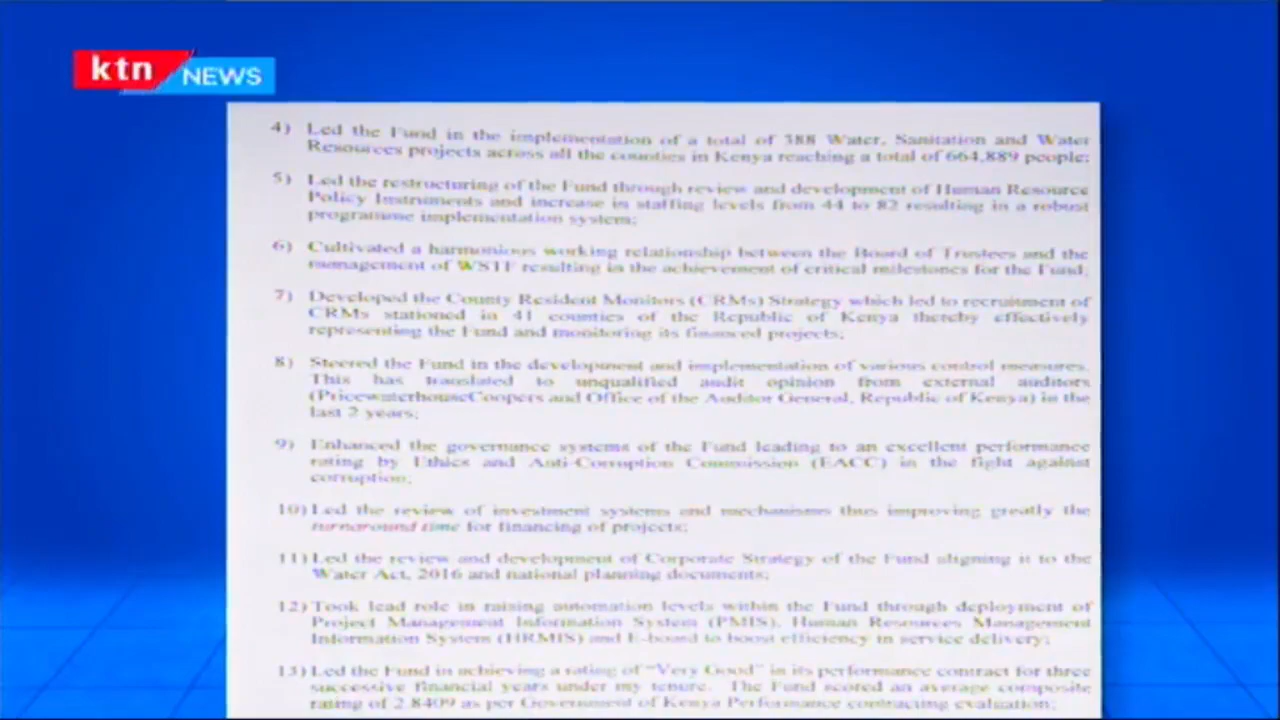 ktn NEWS
4) Led the Fund in the implementation of a total of 388 Water, Sanitation and Water
Resources projects across all the counties in Kenya reaching a total of 664,889 people;
5) Led the restructuring of the Fund through review and development of Human Resource
Policy Instruments and increase in staffing levels from 44 to 82 resulting in a robust
programme implementation system;
6) Cultivated a harmonious working relationship between the Board of Trustees and the
management of WSTF resulting in the achievement of critical milestones for the Fund;
7) Developed the County Resident Monitors (CRMs) Strategy which led to recruitment of
CRMs stationed in 41 counties of the Republic of Kenya thereby effectively
representing the Fund and monitoring its financed projects;
8) Steered the Fund in the development and implementation of various control measures.
This has translated to unqualified audit opinion from external auditors
(PricewaterhouseCoopers and Office of the Auditor General, Republic of Kenya) in the
last 2 years;
9) Enhanced the governance systems of the Fund leading to an excellent performance
rating by Ethics and Anti-Corruption Commission (EACC) in the fight against
corruption;
10) Led the review of investment systems and mechanisms thus improving greatly the
turnaround time for financing of projects;
11) Led the review and development of Corporate Strategy of the Fund aligning it to the
Water Act, 2016 and national planning documents;
12) Took lead role in raising automation levels within the Fund through deployment of
Project Management Information System (PMIS), Human Resources Management
Information System (HRMIS) and E-board to boost efficiency in service delivery;
13) Led the Fund in achieving a rating of "Very Good" in its performance contract for three
successive financial years under my tenure. The Fund scored an average composite
rating of 2.8409 as per Government of Kenya Performance contracting evaluation;